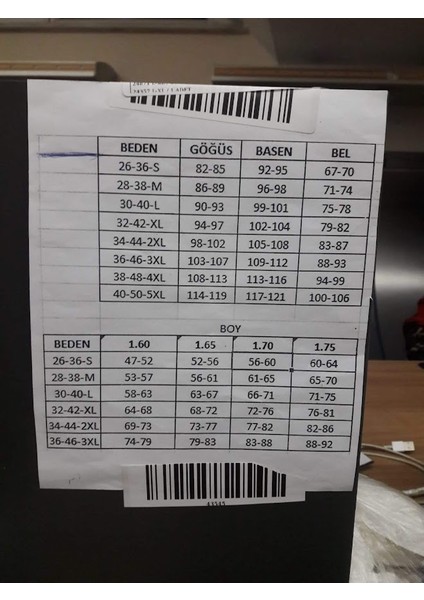 BEDEN GÖĞÜS BASEN BEL
26-36-S 82-85 92-95 67-70
28-38-M 86-89 96-98 71-74
30-40-L 90-93 99-101 75-78
32-42-XL 94-97 102-104 79-82
34-44-2XL 98-102 105-108 83-87
36-46-3XL 103-107 109-112 88-93
38-48-4XL 108-113 113-116 94-99
40-50-5XL 114-119 117-121 100-106
BOY
BEDEN 1.60 1.65 1.70 1.75
26-36-S 47-52 52-56 56-60 60-64
28-38-M 53-57 56-61 61-65 65-70
30-40-L 58-63 63-67 66-71 71-75
32-42-XL 64-68 68-72 72-76 76-81
34-44-2XL 69-73 73-77 77-82 82-86
36-46-3XL 74-79 79-83 83-88 88-92